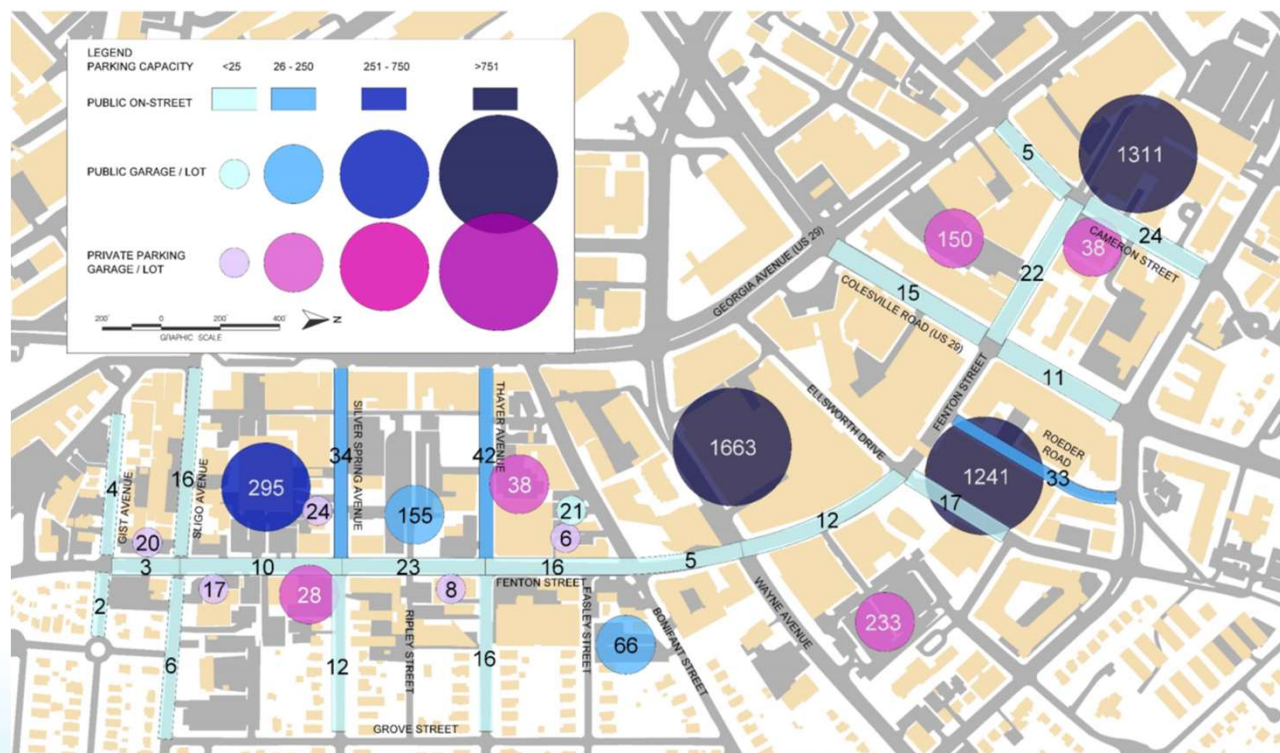 LEGEND
PARKING CAPACITY <25 26 - 250 251 - 750 >751
PUBLIC ON-STREET
PUBLIC GARAGE / LOT
PRIVATE PARKING
GARAGE / LOT
200' 0 200' 400'
GRAPHIC SCALE
N
1311
5
150
38
24
CAMERON STREET
22
GEORGIA AVENUE (US 29)
15
COLESVILLE ROAD (US 29)
11
FENTON STREET
ELLSWORTH DRIVE
ROEDER
ROAD
33
1241
17
1663
12
5
THAYER AVENUE
42
SILVER SPRING AVENUE
34
SLIGO AVENUE
16
GIST AVENUE
4
295
24
155
38
21
6
20
3
10
23
16
FENTON STREET
2
17
28
8
6
12
RIPLEY STREET
16
EASLEY STREET
66
BONIFANT STREET
WAYNE AVENUE
233
GROVE STREET